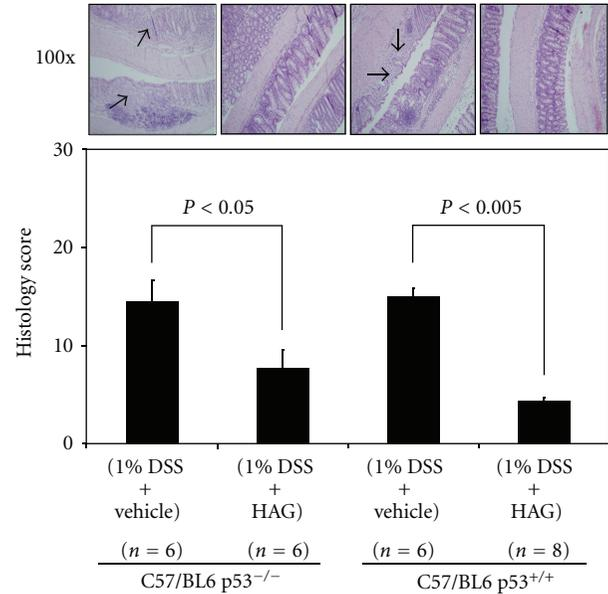 100x
30
P < 0.05
P < 0.005
20
Histology score
10
0
(1% DSS + vehicle) (1% DSS + HAG) (1% DSS + vehicle) (1% DSS + HAG)
(n = 6) (n = 6) (n = 6) (n = 8)
C57/BL6 p53−/− C57/BL6 p53+/+